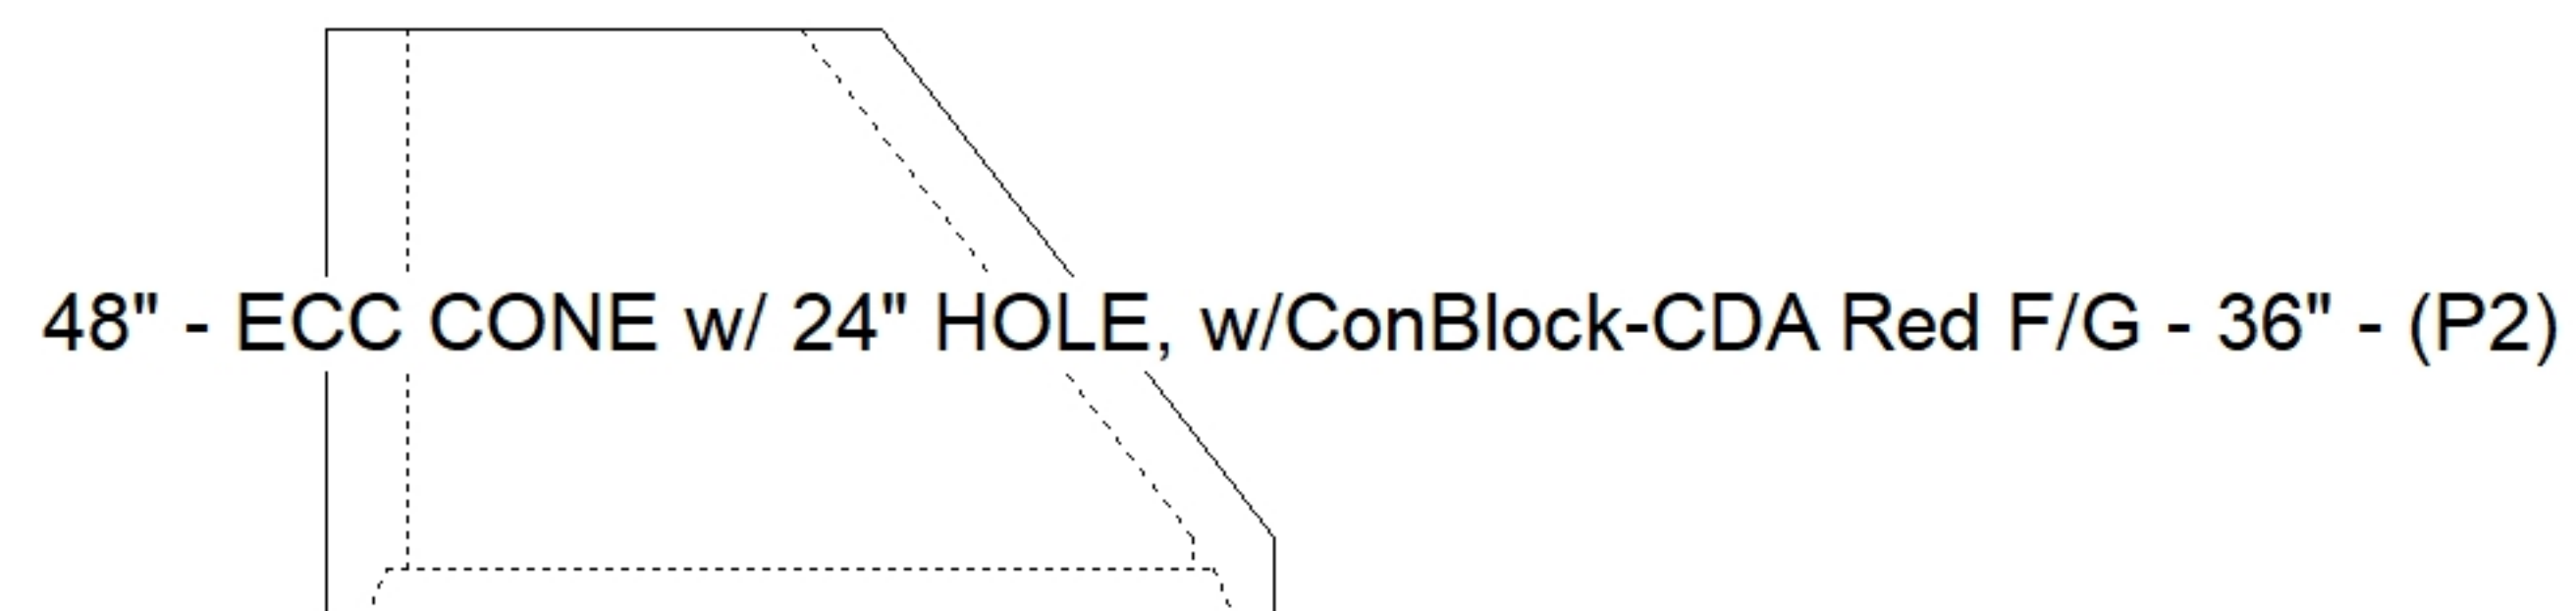 48" - ECC CONE w/ 24" HOLE, w/ConBlock-CDA Red F/G - 36" - (P2)